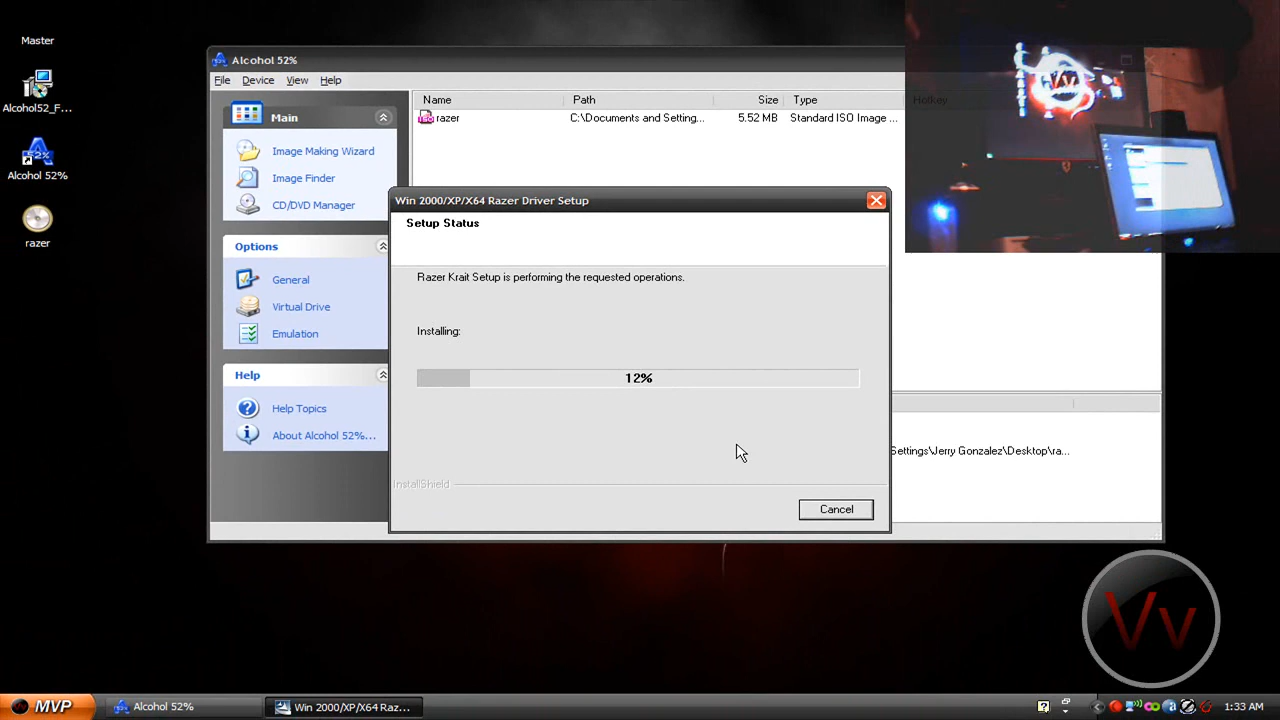 Master
Alcohol52_F...
Alcohol 52%
razer
Alcohol 52%
File Device View Help
Main
Image Making Wizard
Image Finder
CD/DVD Manager
Options
General
Virtual Drive
Emulation
Help
Help Topics
About Alcohol 52%...
Name Path Size Type Hotkey
razer C:\Documents and Setting... 5.52 MB Standard ISO Image ...
Win 2000/XP/X64 Razer Driver Setup
Setup Status
Razer Krait Setup is performing the requested operations.
Installing:
12%
InstallShield
Cancel
Settings\Jerry Gonzalez\Desktop\ra...
Vv
MVP
Alcohol 52%
Win 2000/XP/X64 Raz...
1:33 AM